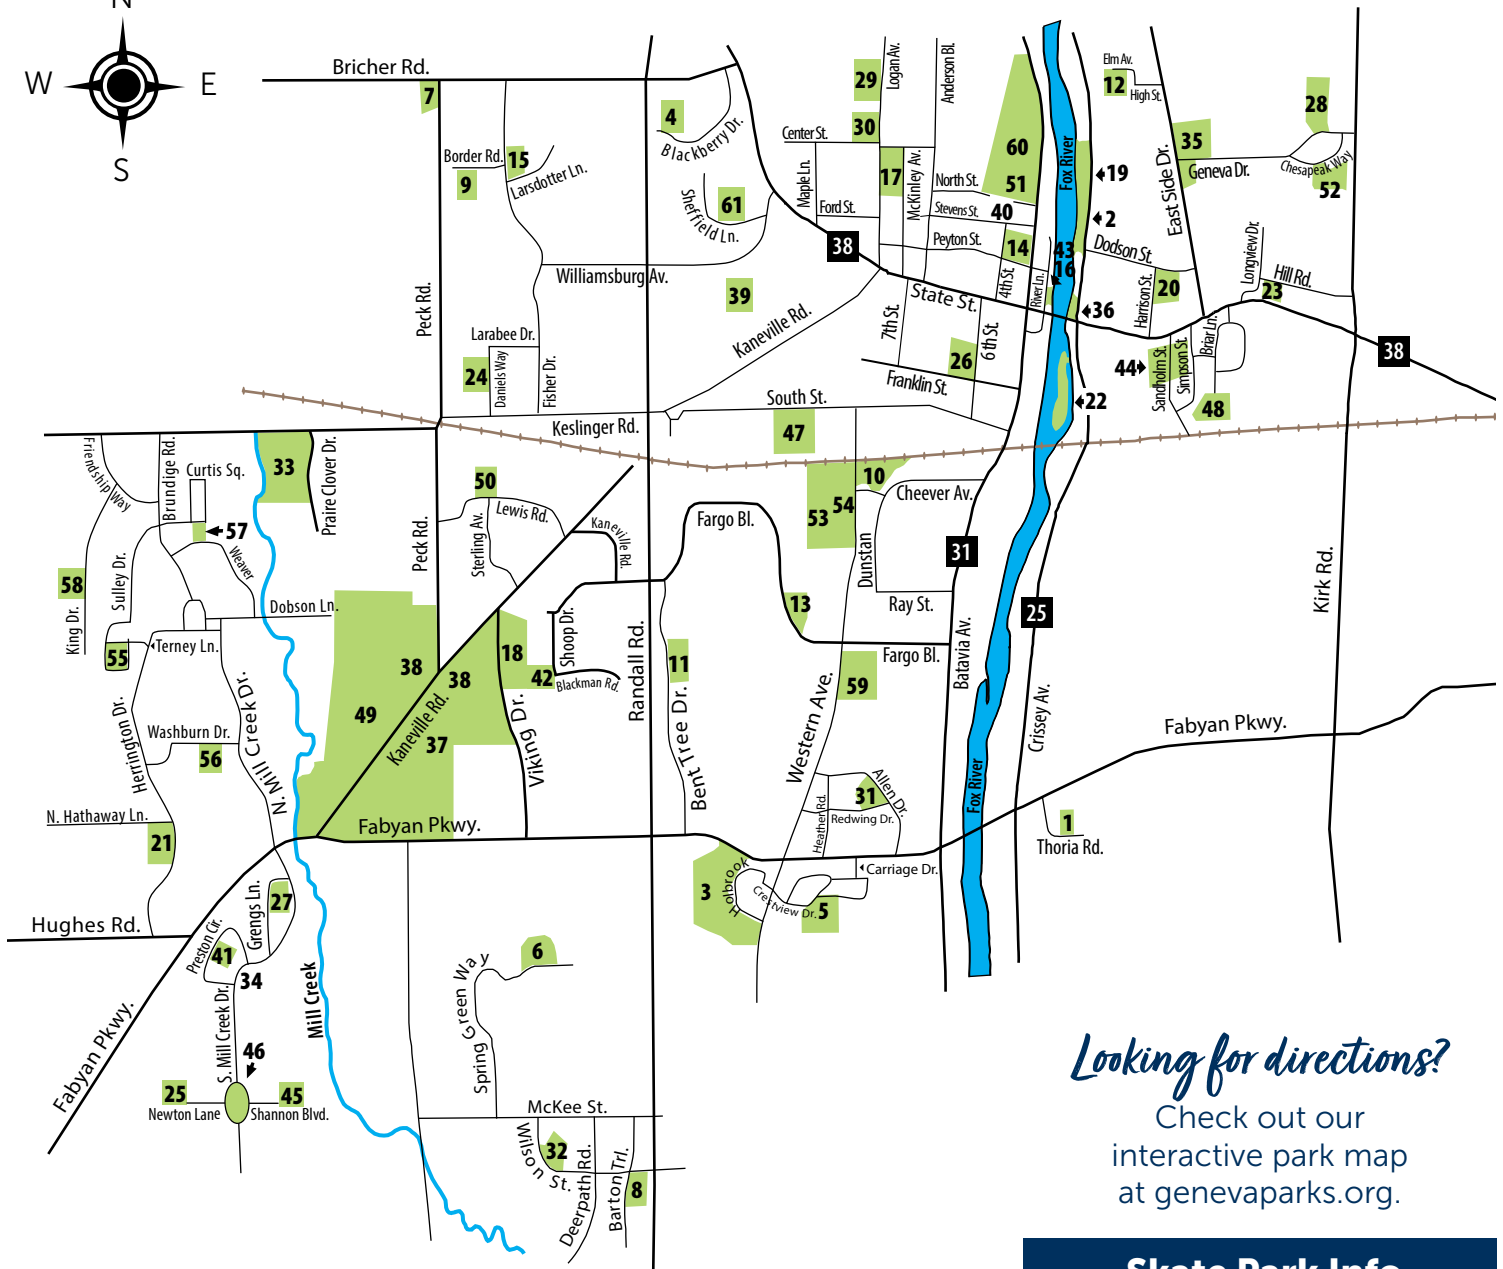 N
W
E
S
Bricher Rd.
7
4
Blackberry Dr.
29
Logan Av.
Anderson Bl.
Elm Av.
12
High St.
28
Center St.
30
60
Fox River
35
Border Rd.
15
9
Larsdotter Ln.
Maple Ln.
17
McKinley Av.
North St.
51
19
East Side Dr.
Geneva Dr.
Chesapeak Way
52
Sheffield Ln.
61
Ford St.
Stevens St.
40
2
38
Peyton St.
14
43
Dodson St.
16
Longview Dr.
Williamsburg Av.
39
4th St
River Ln.
Harrison St.
20
Hill Rd.
23
Peck Rd.
State St.
36
Kaneville Rd.
7th St.
6th St.
Larabee Dr.
Daniels Way
24
Fisher Dr.
26
Franklin St.
44
Sandholm St.
Simpson St.
Briar Ln.
38
22
48
South St.
Keslinger Rd.
47
Friendship Way
Brundige Rd.
Curtis Sq.
33
Praire Clover Dr.
50
10
Cheever Av.
Lewis Rd.
Fargo Bl.
54
53
57
Peck Rd.
Sterling Av.
Kaneville Rd.
Dunstan
31
Weaver
58
Sulley Dr.
King Dr.
Dobson Ln.
13
Ray St.
25
Kirk Rd.
55
Terney Ln.
Shoop Dr.
Randall Rd.
Fargo Bl.
Batavia Av.
38
38
18
42
Blackman Rd.
11
59
49
Kaneville Rd.
37
Herrington Dr.
Washburn Dr.
56
N. Mill Creek Dr.
Viking Dr.
Bent Tree Dr.
Western Ave.
Crissey Av.
Fabyan Pkwy.
Fox River
Allen Dr.
31
Heather Rd.
Redwing Dr.
N. Hathaway Ln.
21
Fabyan Pkwy.
1
Thoria Rd.
Carriage Dr.
3
Holbrook
Crestview Dr.
5
Hughes Rd.
Grengs Ln.
27
Preston Cir.
41
34
6
Spring Green Way
Mill Creek
S. Mill Creek Dr.
46
Fabyan Pkwy.
25
45
Newton Lane
Shannon Blvd.
McKee St.
Wilson St.
32
Deerpath Rd.
Barton Trl.
8
Looking for directions?
Check out our
interactive park map
at genevaparks.org.
Skate Park Info